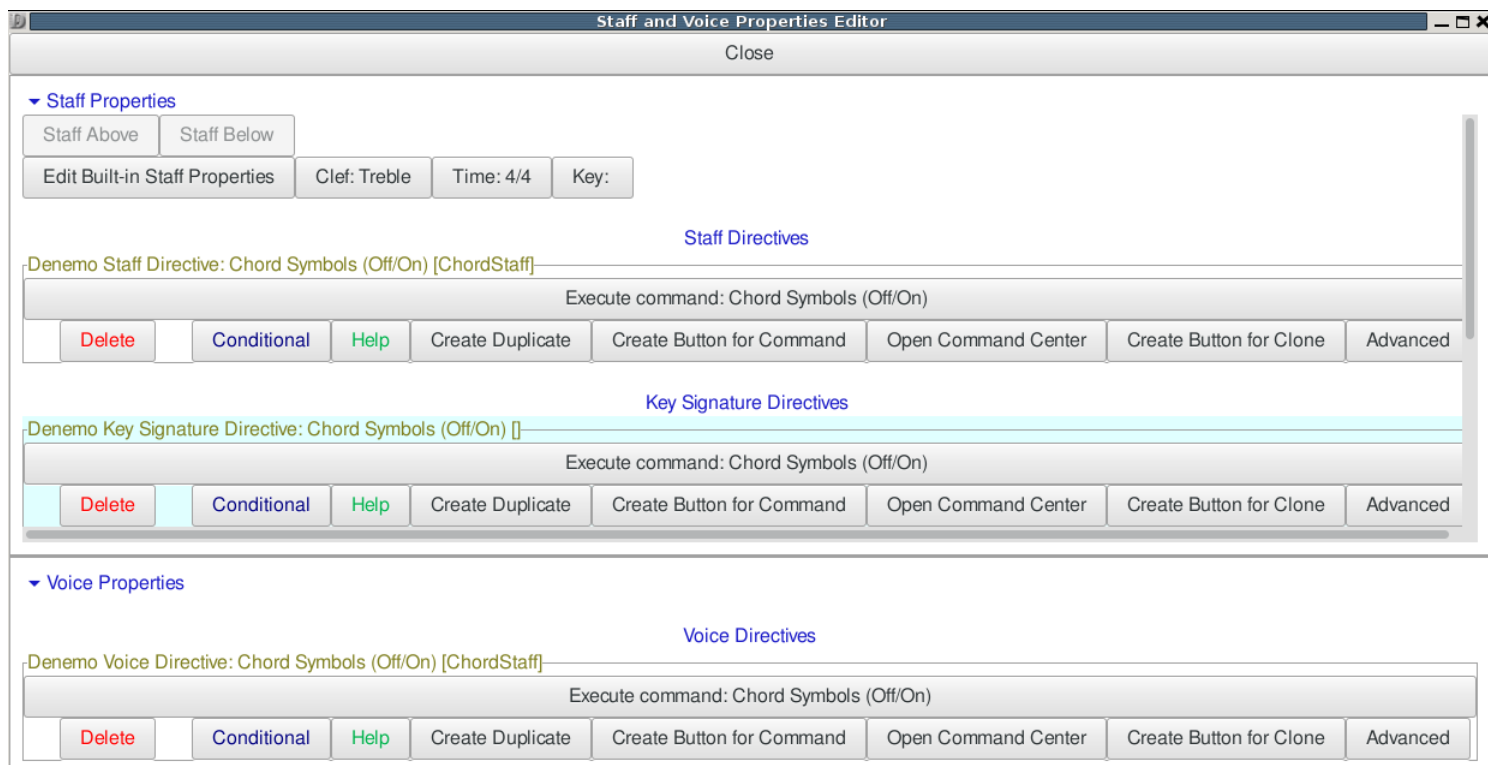 Staff and Voice Properties Editor
Close
Staff Properties
Staff Above Staff Below
Edit Built-in Staff Properties Clef: Treble Time: 4/4 Key:
Staff Directives
Denemo Staff Directive: Chord Symbols (Off/On) [ChordStaff]
Execute command: Chord Symbols (Off/On)
Delete Conditional Help Create Duplicate Create Button for Command Open Command Center Create Button for Clone Advanced
Key Signature Directives
Denemo Key Signature Directive: Chord Symbols (Off/On) []
Execute command: Chord Symbols (Off/On)
Delete Conditional Help Create Duplicate Create Button for Command Open Command Center Create Button for Clone Advanced
Voice Properties
Voice Directives
Denemo Voice Directive: Chord Symbols (Off/On) [ChordStaff]
Execute command: Chord Symbols (Off/On)
Delete Conditional Help Create Duplicate Create Button for Command Open Command Center Create Button for Clone Advanced